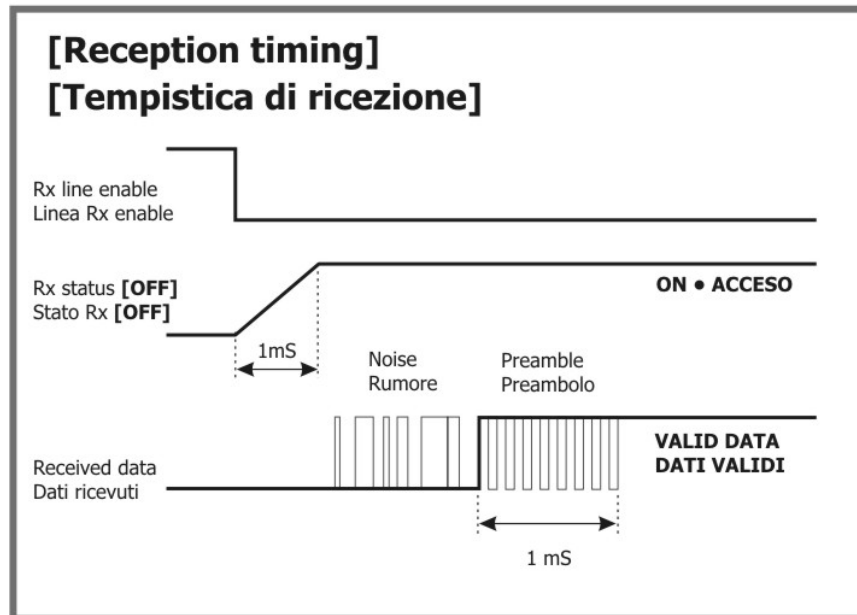 [Reception timing]
[Tempistica di ricezione]
Rx line enable
Linea Rx enable
Rx status [OFF]
Stato Rx [OFF]
ON • ACCESO
1mS
Noise
Rumore
Preamble
Preambolo
Received data
Dati ricevuti
VALID DATA
DATI VALIDI
1 mS